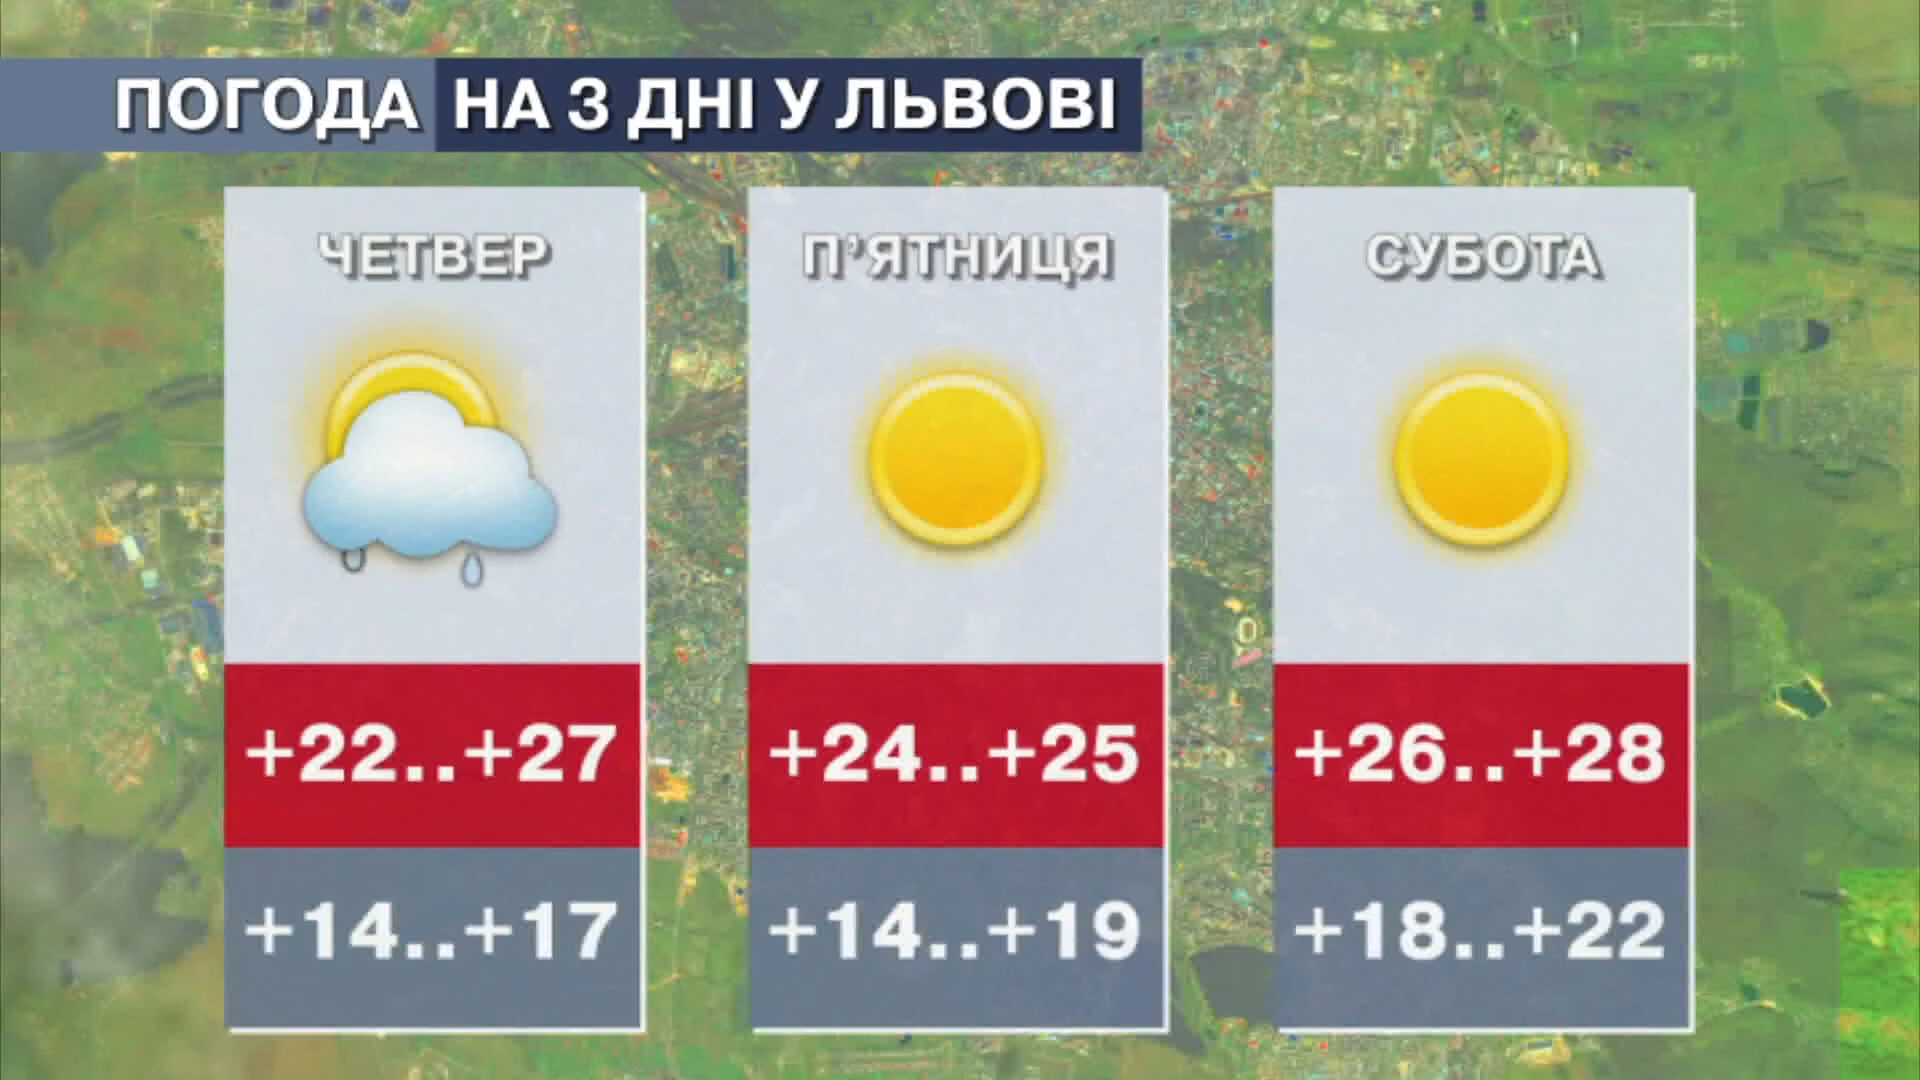 ПОГОДА НА 3 ДНІ У ЛЬВОВІ
ЧЕТВЕР
+22..+27
+14..+17
П’ЯТНИЦЯ
+24..+25
+14..+19
СУБОТА
+26..+28
+18..+22